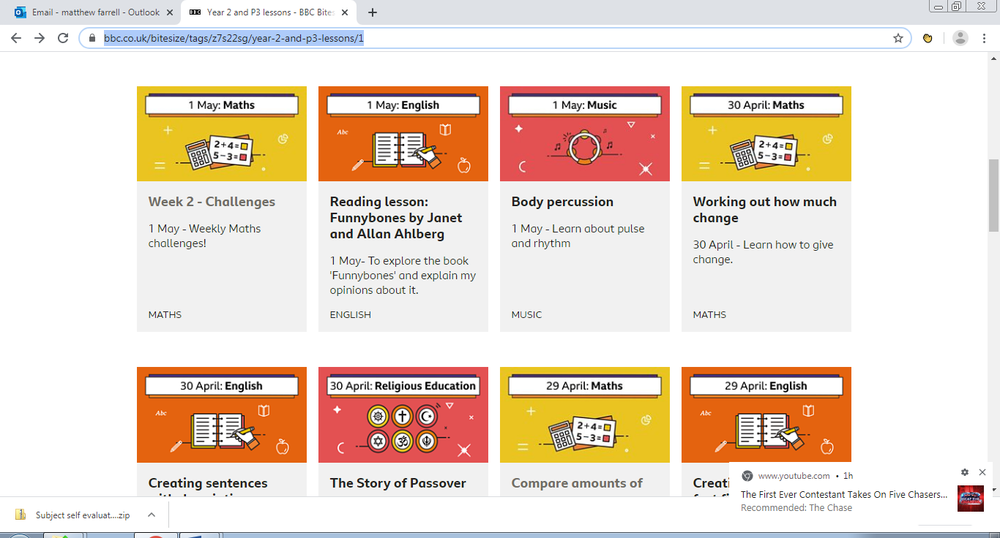 Email - matthew farrell - Outlook
Year 2 and P3 lessons - BBC Bites
bbc.co.uk/bitesize/tags/z7s22sg/year-2-and-p3-lessons/1
1 May: Maths
2+4=
5-3=
Week 2 - Challenges
1 May - Weekly Maths
challenges!
MATHS
1 May: English
Abc
Reading lesson:
Funnybones by Janet
and Allan Ahlberg
1 May- To explore the book
'Funnybones' and explain my
opinions about it.
ENGLISH
1 May: Music
Body percussion
1 May - Learn about pulse
and rhythm
MUSIC
30 April: Maths
2+4=
5-3=
Working out how much
change
30 April - Learn how to give
change.
MATHS
30 April: English
Abc
Creating sentences
30 April: Religious Education
The Story of Passover
29 April: Maths
2+4=
5-3=
Compare amounts of
29 April: English
Abc
www.youtube.com • 1h
The First Ever Contestant Takes On Five Chasers...
Recommended: The Chase
Subject self evaluat....zip